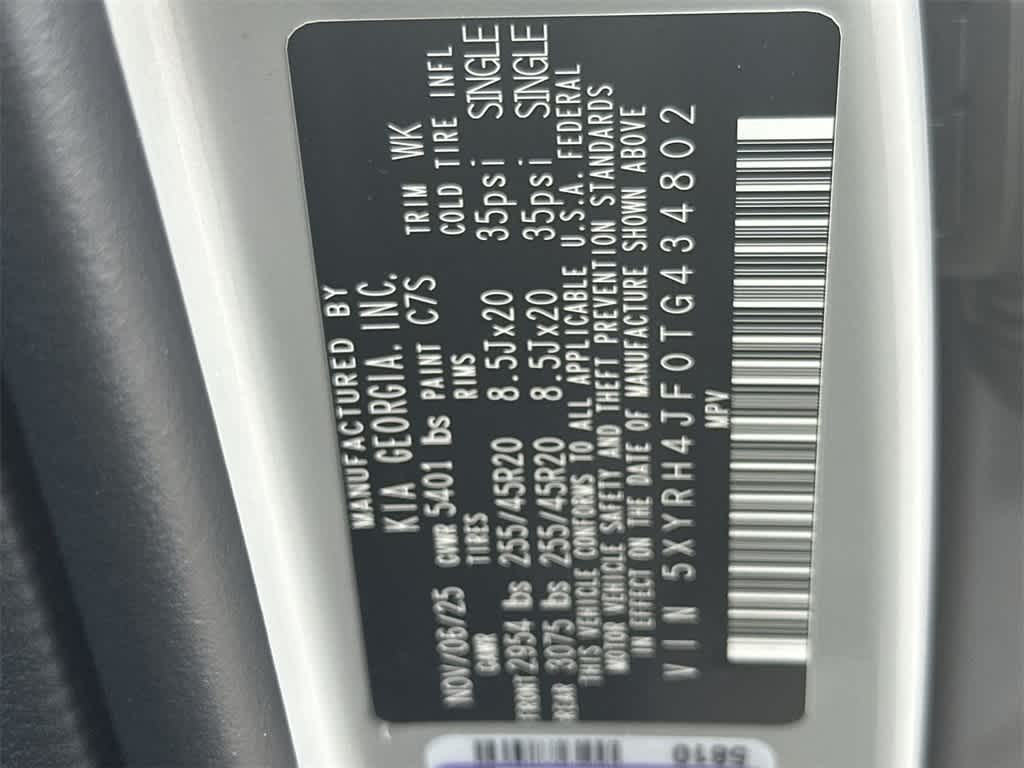 MANUFACTURED BY
KIA GEORGIA. INC.
NOV/06/25 GVWR 5401 lbs PAINT C7S TRIM WK
GAWR TIRES RIMS COLD TIRE INFL
FRONT 2954 lbs 255/45R20 8.5Jx20 35psi SINGLE
REAR 3075 lbs 255/45R20 8.5Jx20 35psi SINGLE
THIS VEHICLE CONFORMS TO ALL APPLICABLE U.S.A. FEDERAL
MOTOR VEHICLE SAFETY AND THEFT PREVENTION STANDARDS
IN EFFECT ON THE DATE OF MANUFACTURE SHOWN ABOVE
VIN 5XYRH4JF0TG434802
MPV
5810